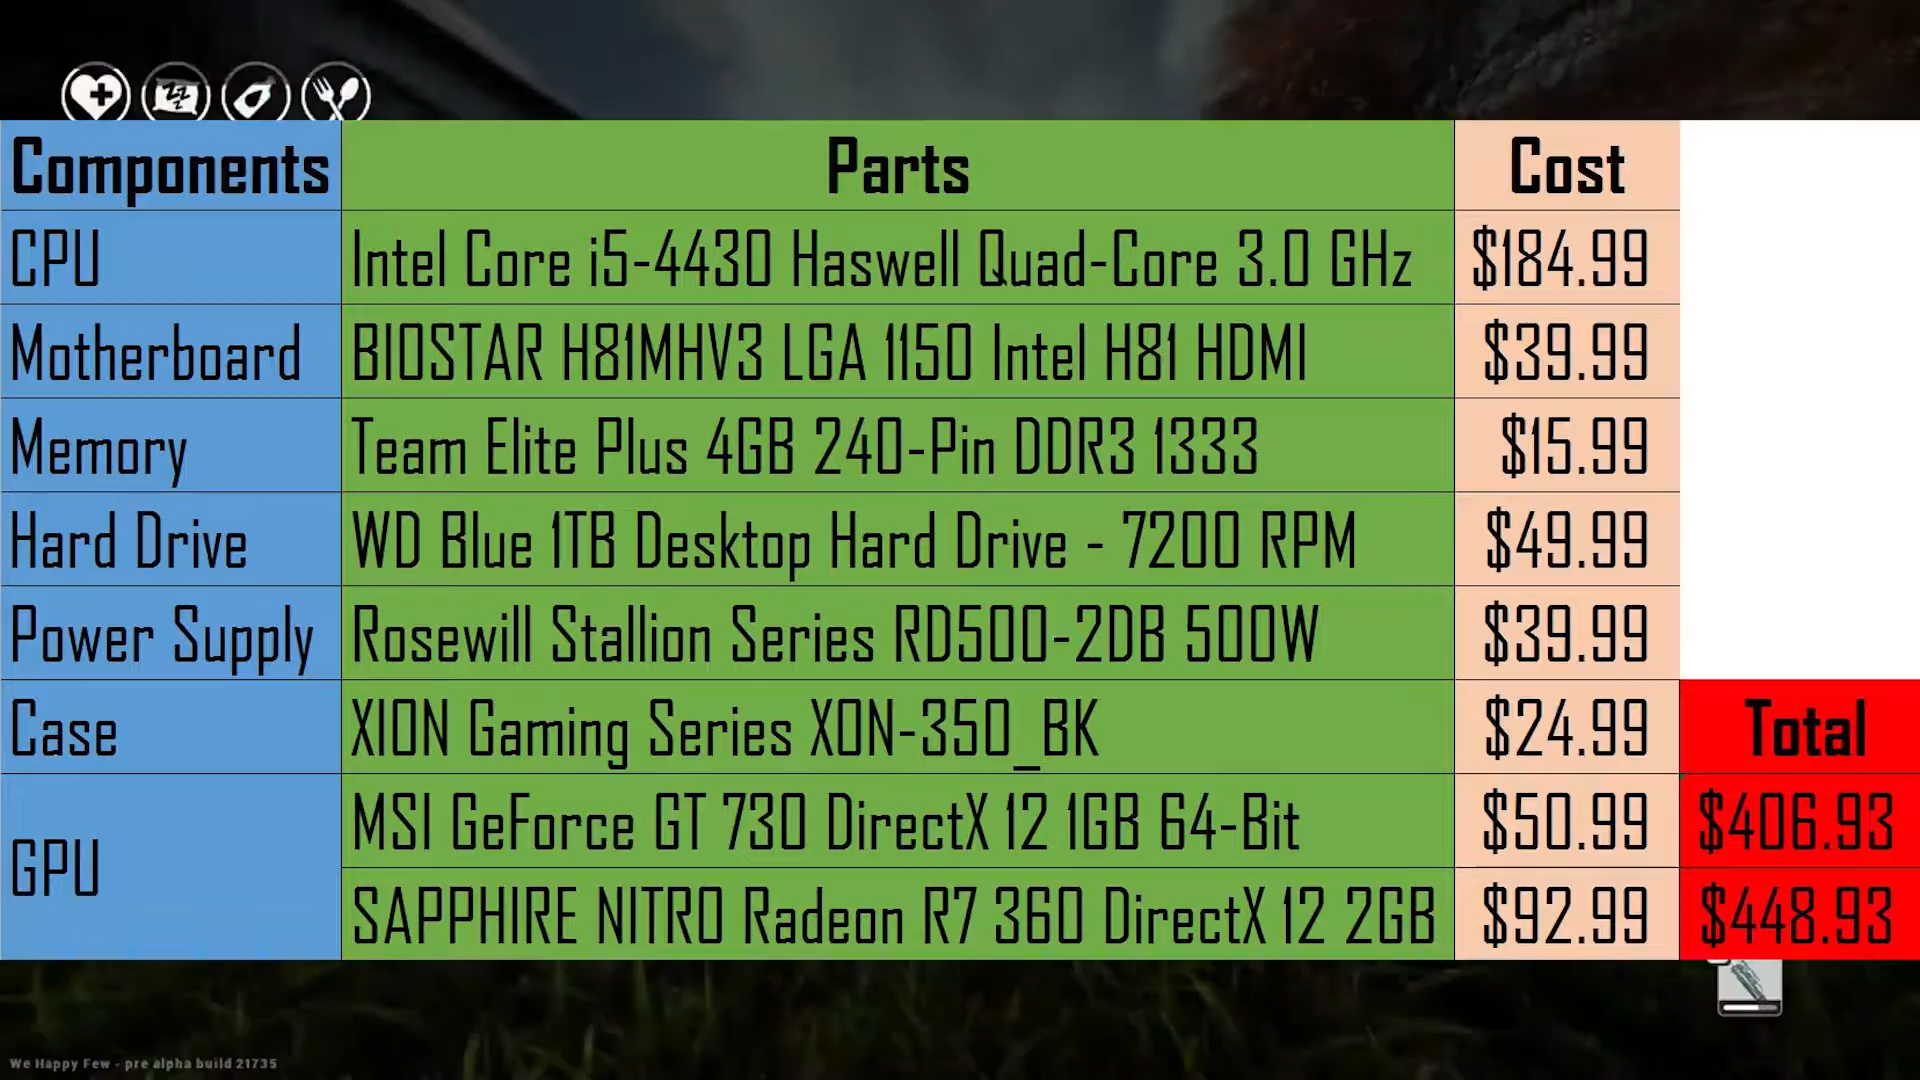 Components Parts Cost
CPU Intel Core i5-4430 Haswell Quad-Core 3.0 GHz $184.99
Motherboard BIOSTAR H81MHV3 LGA 1150 Intel H81 HDMI $39.99
Memory Team Elite Plus 4GB 240-Pin DDR3 1333 $15.99
Hard Drive WD Blue 1TB Desktop Hard Drive - 7200 RPM $49.99
Power Supply Rosewill Stallion Series RD500-2DB 500W $39.99
Case XION Gaming Series XON-350_BK $24.99 Total
GPU MSI GeForce GT 730 DirectX 12 1GB 64-Bit $50.99 $406.93
SAPPHIRE NITRO Radeon R7 360 DirectX 12 2GB $92.99 $448.93
We Happy Few - pre alpha build 21735